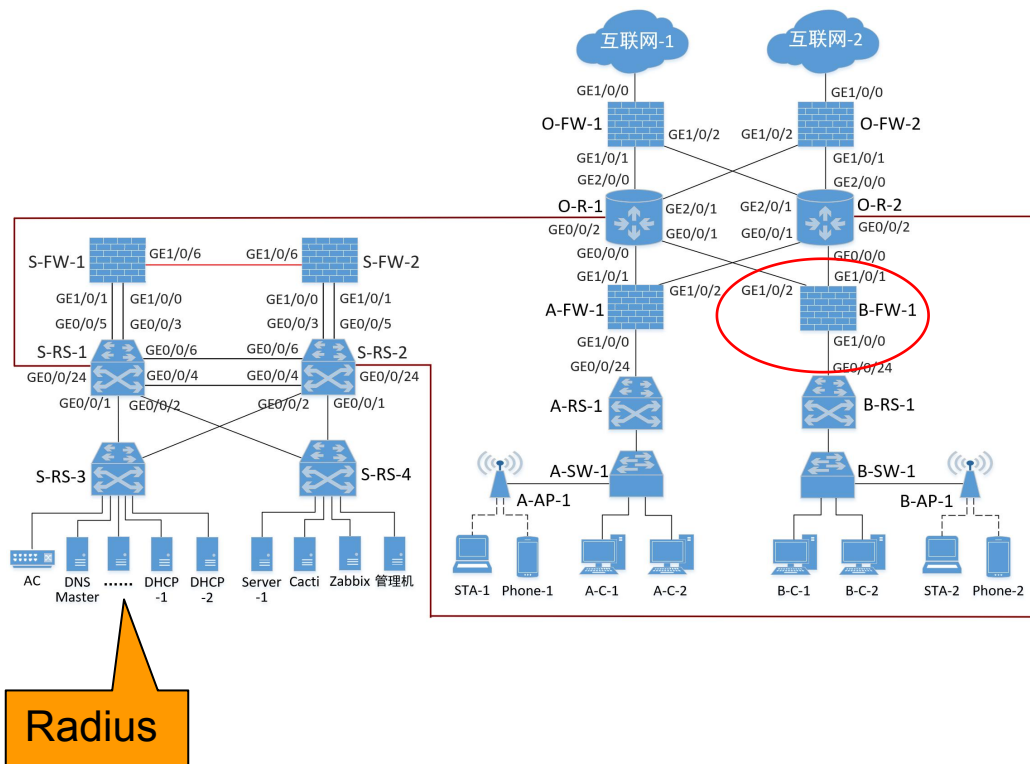 互联网-1
互联网-2
GE1/0/0
GE1/0/0
O-FW-1
GE1/0/2
GE1/0/2
O-FW-2
GE1/0/1
GE1/0/1
GE2/0/0
GE2/0/0
O-R-1
GE2/0/1
GE2/0/1
O-R-2
GE0/0/2
GE0/0/1
GE0/0/1
GE0/0/2
GE0/0/0
GE0/0/0
GE1/0/1
GE1/0/1
GE1/0/2
GE1/0/2
A-FW-1
B-FW-1
GE1/0/0
GE1/0/0
GE0/0/24
GE0/0/24
A-RS-1
B-RS-1
A-SW-1
B-SW-1
A-AP-1
B-AP-1
STA-1
Phone-1
A-C-1
A-C-2
B-C-1
B-C-2
STA-2
Phone-2
S-FW-1
GE1/0/6
GE1/0/6
S-FW-2
GE1/0/1
GE1/0/0
GE1/0/0
GE1/0/1
GE0/0/5
GE0/0/3
GE0/0/3
GE0/0/5
S-RS-1
GE0/0/6
GE0/0/6
S-RS-2
GE0/0/24
GE0/0/4
GE0/0/4
GE0/0/24
GE0/0/1
GE0/0/2
GE0/0/2
GE0/0/1
S-RS-3
S-RS-4
AC
DNS
Master
......
DHCP
-1
DHCP
-2
Server
-1
Cacti
Zabbix
管理机
Radius